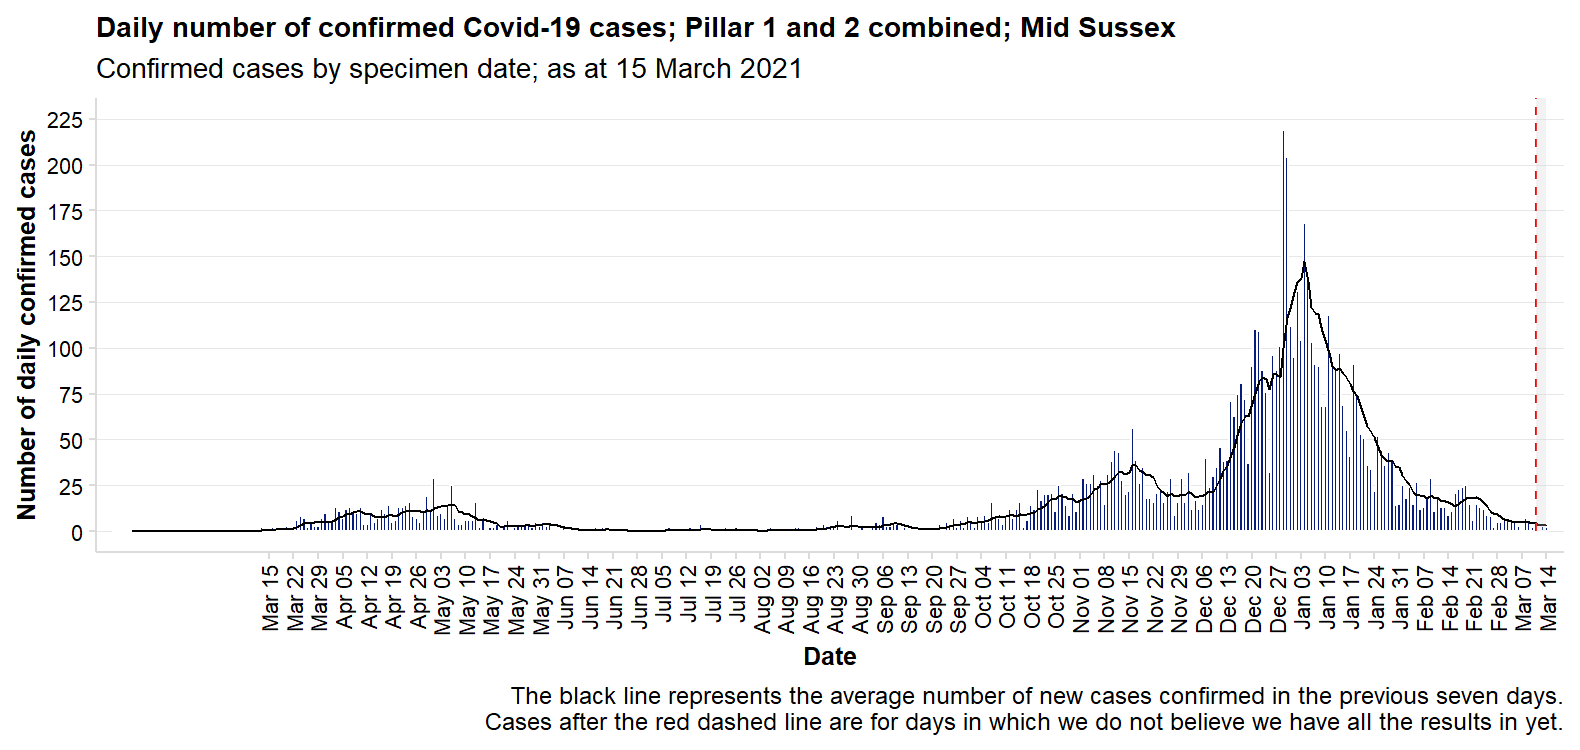 Daily number of confirmed Covid-19 cases; Pillar 1 and 2 combined; Mid Sussex
Confirmed cases by specimen date; as at 15 March 2021
Number of daily confirmed cases
225
200
175
150
125
100
75
50
25
0
Mar 15
Mar 22
Mar 29
Apr 05
Apr 12
Apr 19
Apr 26
May 03
May 10
May 17
May 24
May 31
Jun 07
Jun 14
Jun 21
Jun 28
Jul 05
Jul 12
Jul 19
Jul 26
Aug 02
Aug 09
Aug 16
Aug 23
Aug 30
Sep 06
Sep 13
Sep 20
Sep 27
Oct 04
Oct 11
Oct 18
Oct 25
Nov 01
Nov 08
Nov 15
Nov 22
Nov 29
Dec 06
Dec 13
Dec 20
Dec 27
Jan 03
Jan 10
Jan 17
Jan 24
Jan 31
Feb 07
Feb 14
Feb 21
Feb 28
Mar 07
Mar 14
Date
The black line represents the average number of new cases confirmed in the previous seven days.
Cases after the red dashed line are for days in which we do not believe we have all the results in yet.